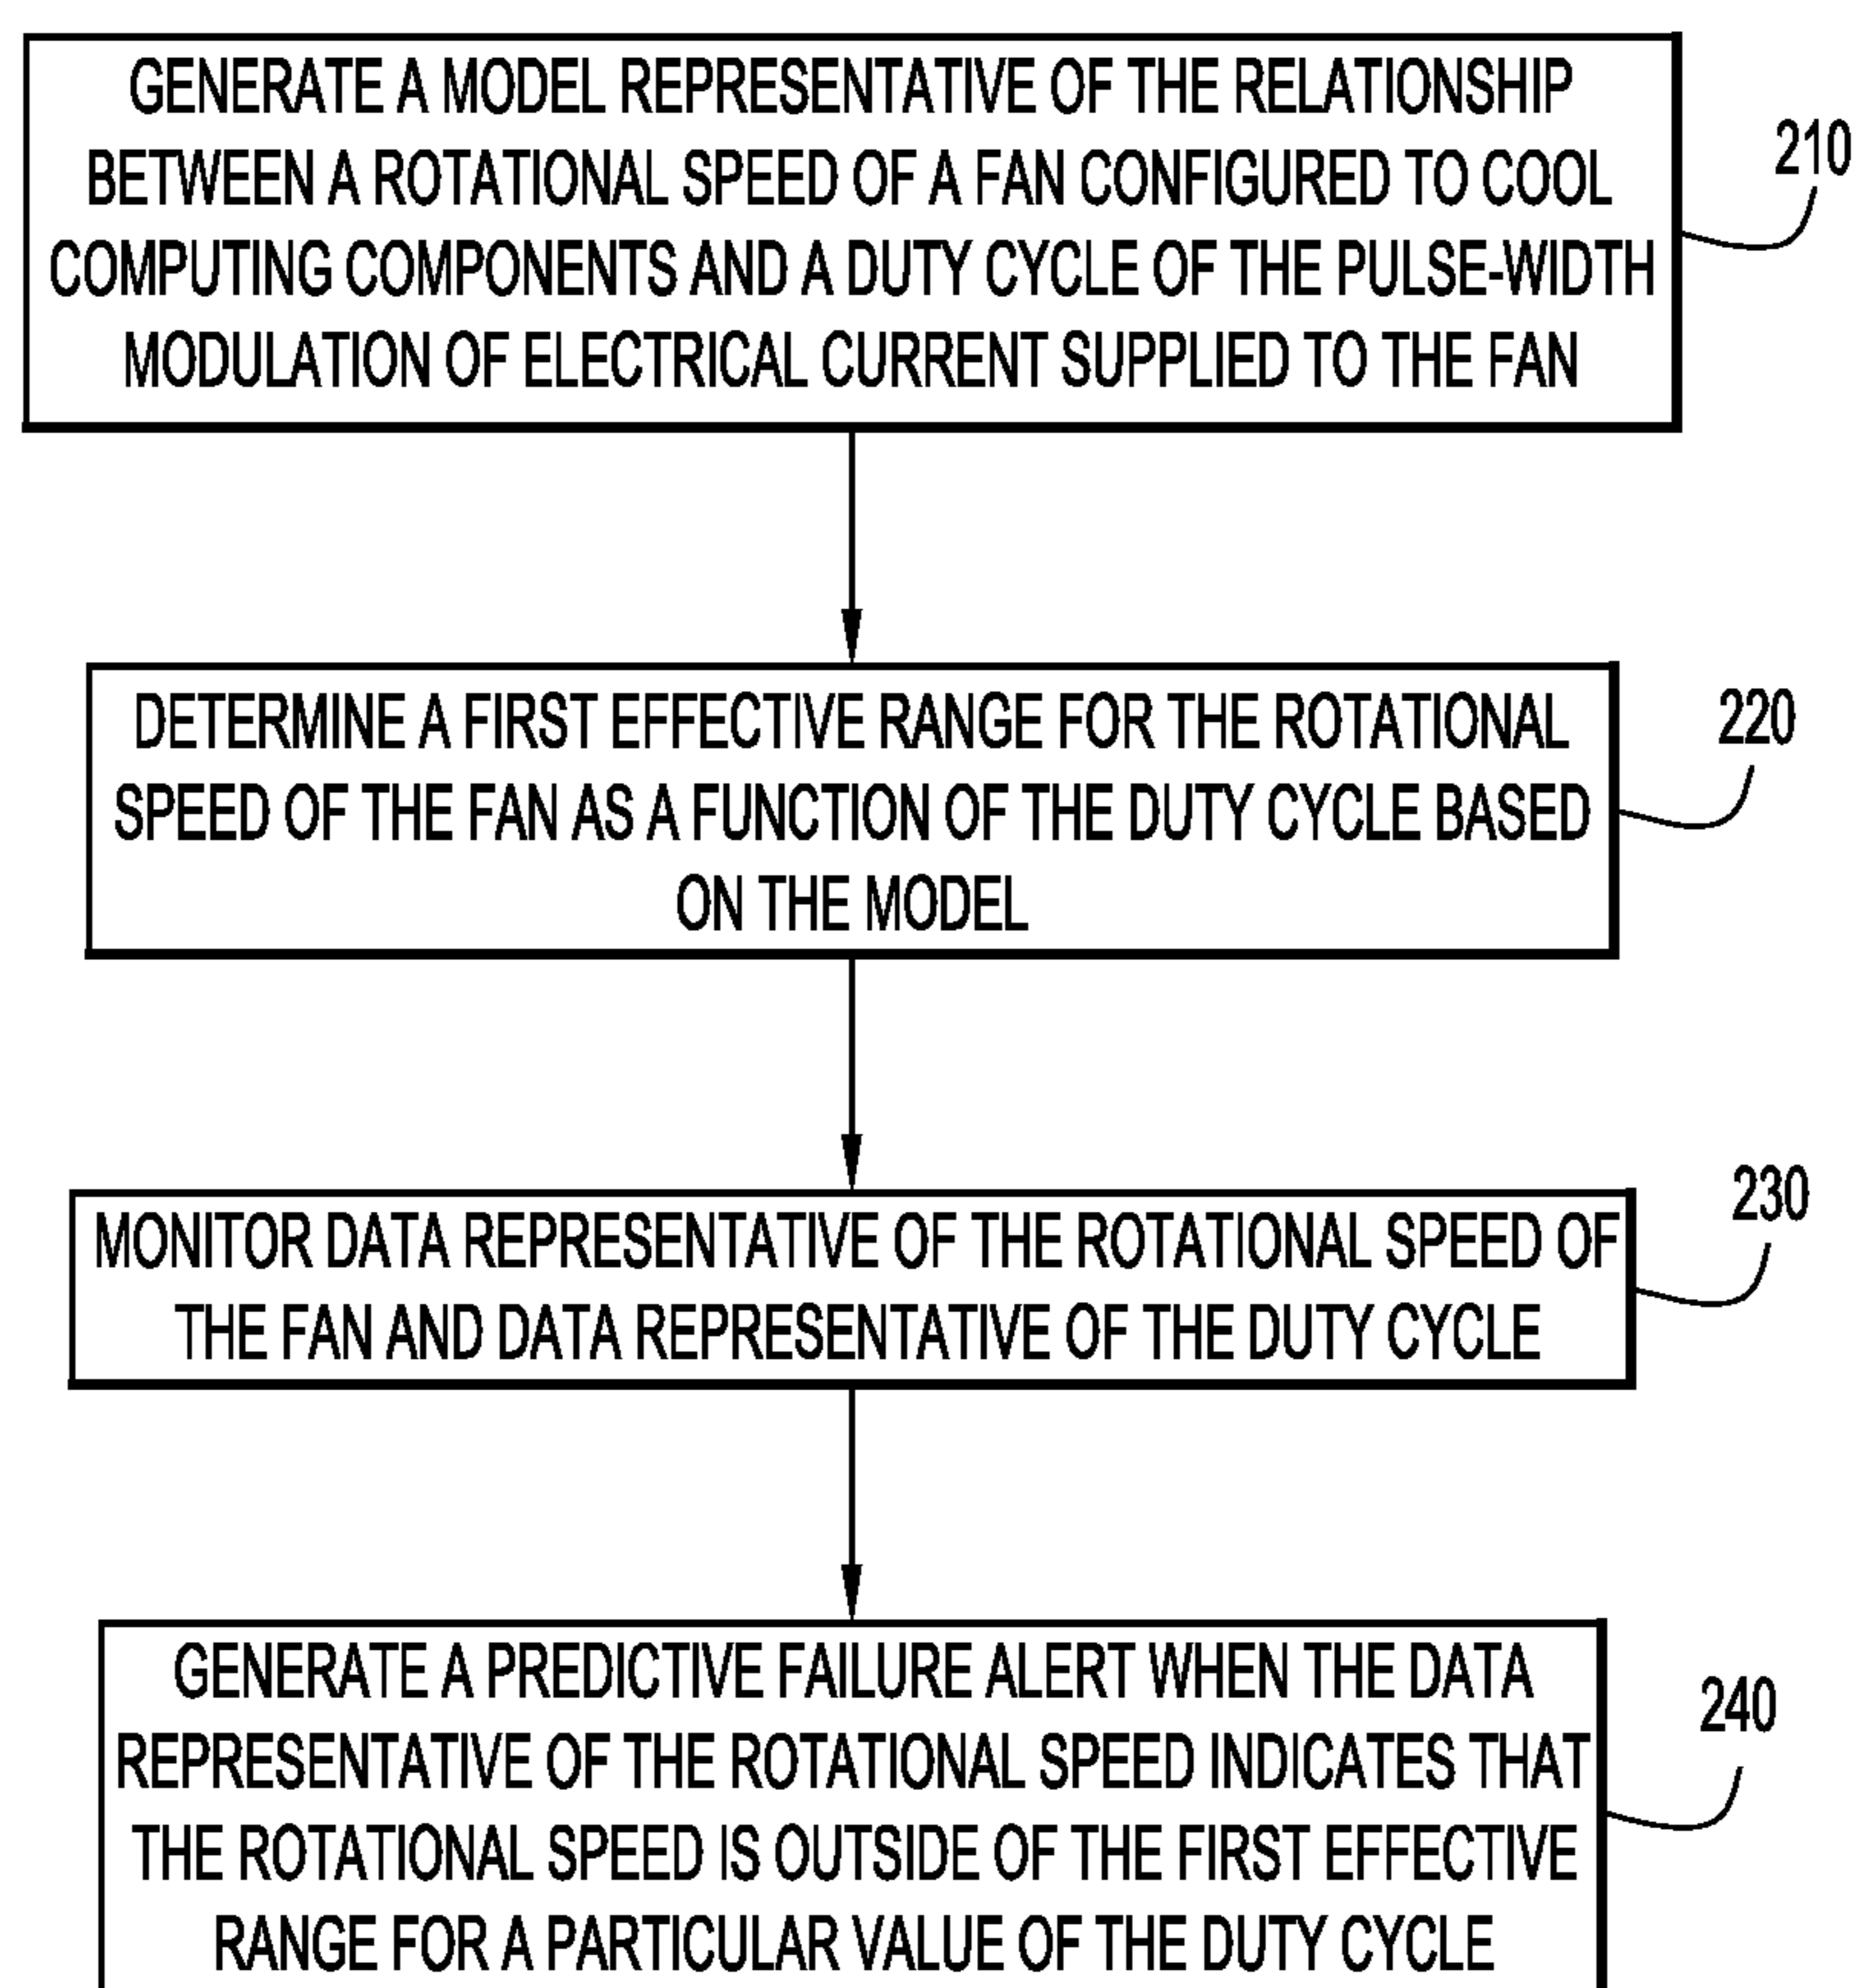 GENERATE A MODEL REPRESENTATIVE OF THE RELATIONSHIP
BETWEEN A ROTATIONAL SPEED OF A FAN CONFIGURED TO COOL
COMPUTING COMPONENTS AND A DUTY CYCLE OF THE PULSE-WIDTH
MODULATION OF ELECTRICAL CURRENT SUPPLIED TO THE FAN
210
DETERMINE A FIRST EFFECTIVE RANGE FOR THE ROTATIONAL
SPEED OF THE FAN AS A FUNCTION OF THE DUTY CYCLE BASED
ON THE MODEL
220
MONITOR DATA REPRESENTATIVE OF THE ROTATIONAL SPEED OF
THE FAN AND DATA REPRESENTATIVE OF THE DUTY CYCLE
230
GENERATE A PREDICTIVE FAILURE ALERT WHEN THE DATA
REPRESENTATIVE OF THE ROTATIONAL SPEED INDICATES THAT
THE ROTATIONAL SPEED IS OUTSIDE OF THE FIRST EFFECTIVE
RANGE FOR A PARTICULAR VALUE OF THE DUTY CYCLE
240